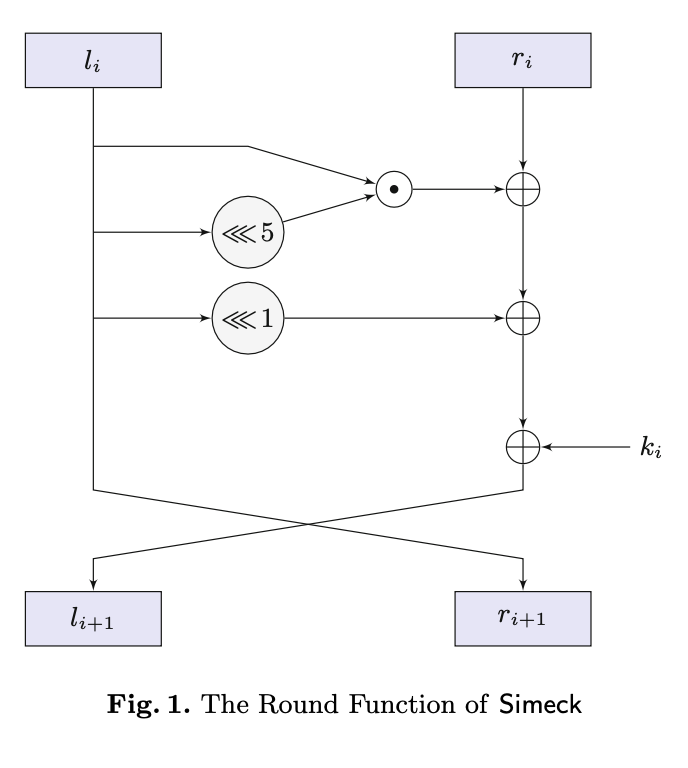 l_i
r_i
⋘ 5
⋘ 1
k_i
l_{i+1}
r_{i+1}
Fig. 1. The Round Function of Simeck